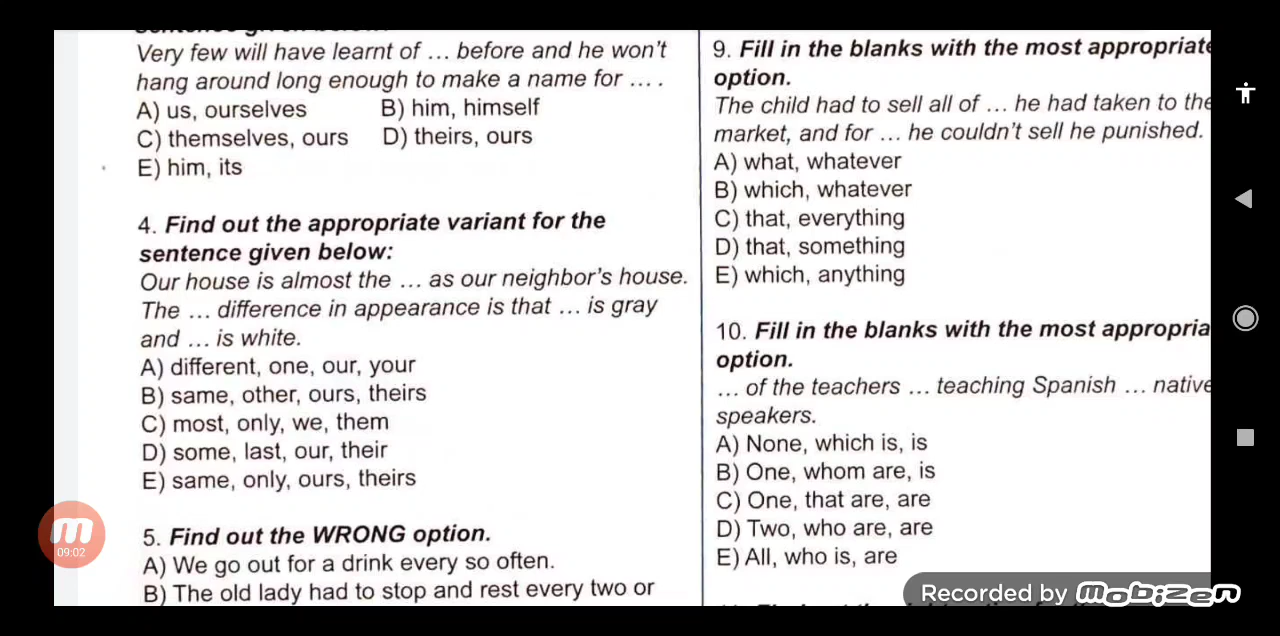 Very few will have learnt of ... before and he won't
hang around long enough to make a name for ... .
A) us, ourselves B) him, himself
C) themselves, ours D) theirs, ours
E) him, its
4. Find out the appropriate variant for the
sentence given below:
Our house is almost the ... as our neighbor's house.
The ... difference in appearance is that ... is gray
and ... is white.
A) different, one, our, your
B) same, other, ours, theirs
C) most, only, we, them
D) some, last, our, their
E) same, only, ours, theirs
5. Find out the WRONG option.
A) We go out for a drink every so often.
B) The old lady had to stop and rest every two or
9. Fill in the blanks with the most appropriate
option.
The child had to sell all of ... he had taken to the
market, and for ... he couldn't sell he punished.
A) what, whatever
B) which, whatever
C) that, everything
D) that, something
E) which, anything
10. Fill in the blanks with the most appropria
option.
... of the teachers ... teaching Spanish ... native
speakers.
A) None, which is, is
B) One, whom are, is
C) One, that are, are
D) Two, who are, are
E) All, who is, are
09:02
Recorded by Mobizen